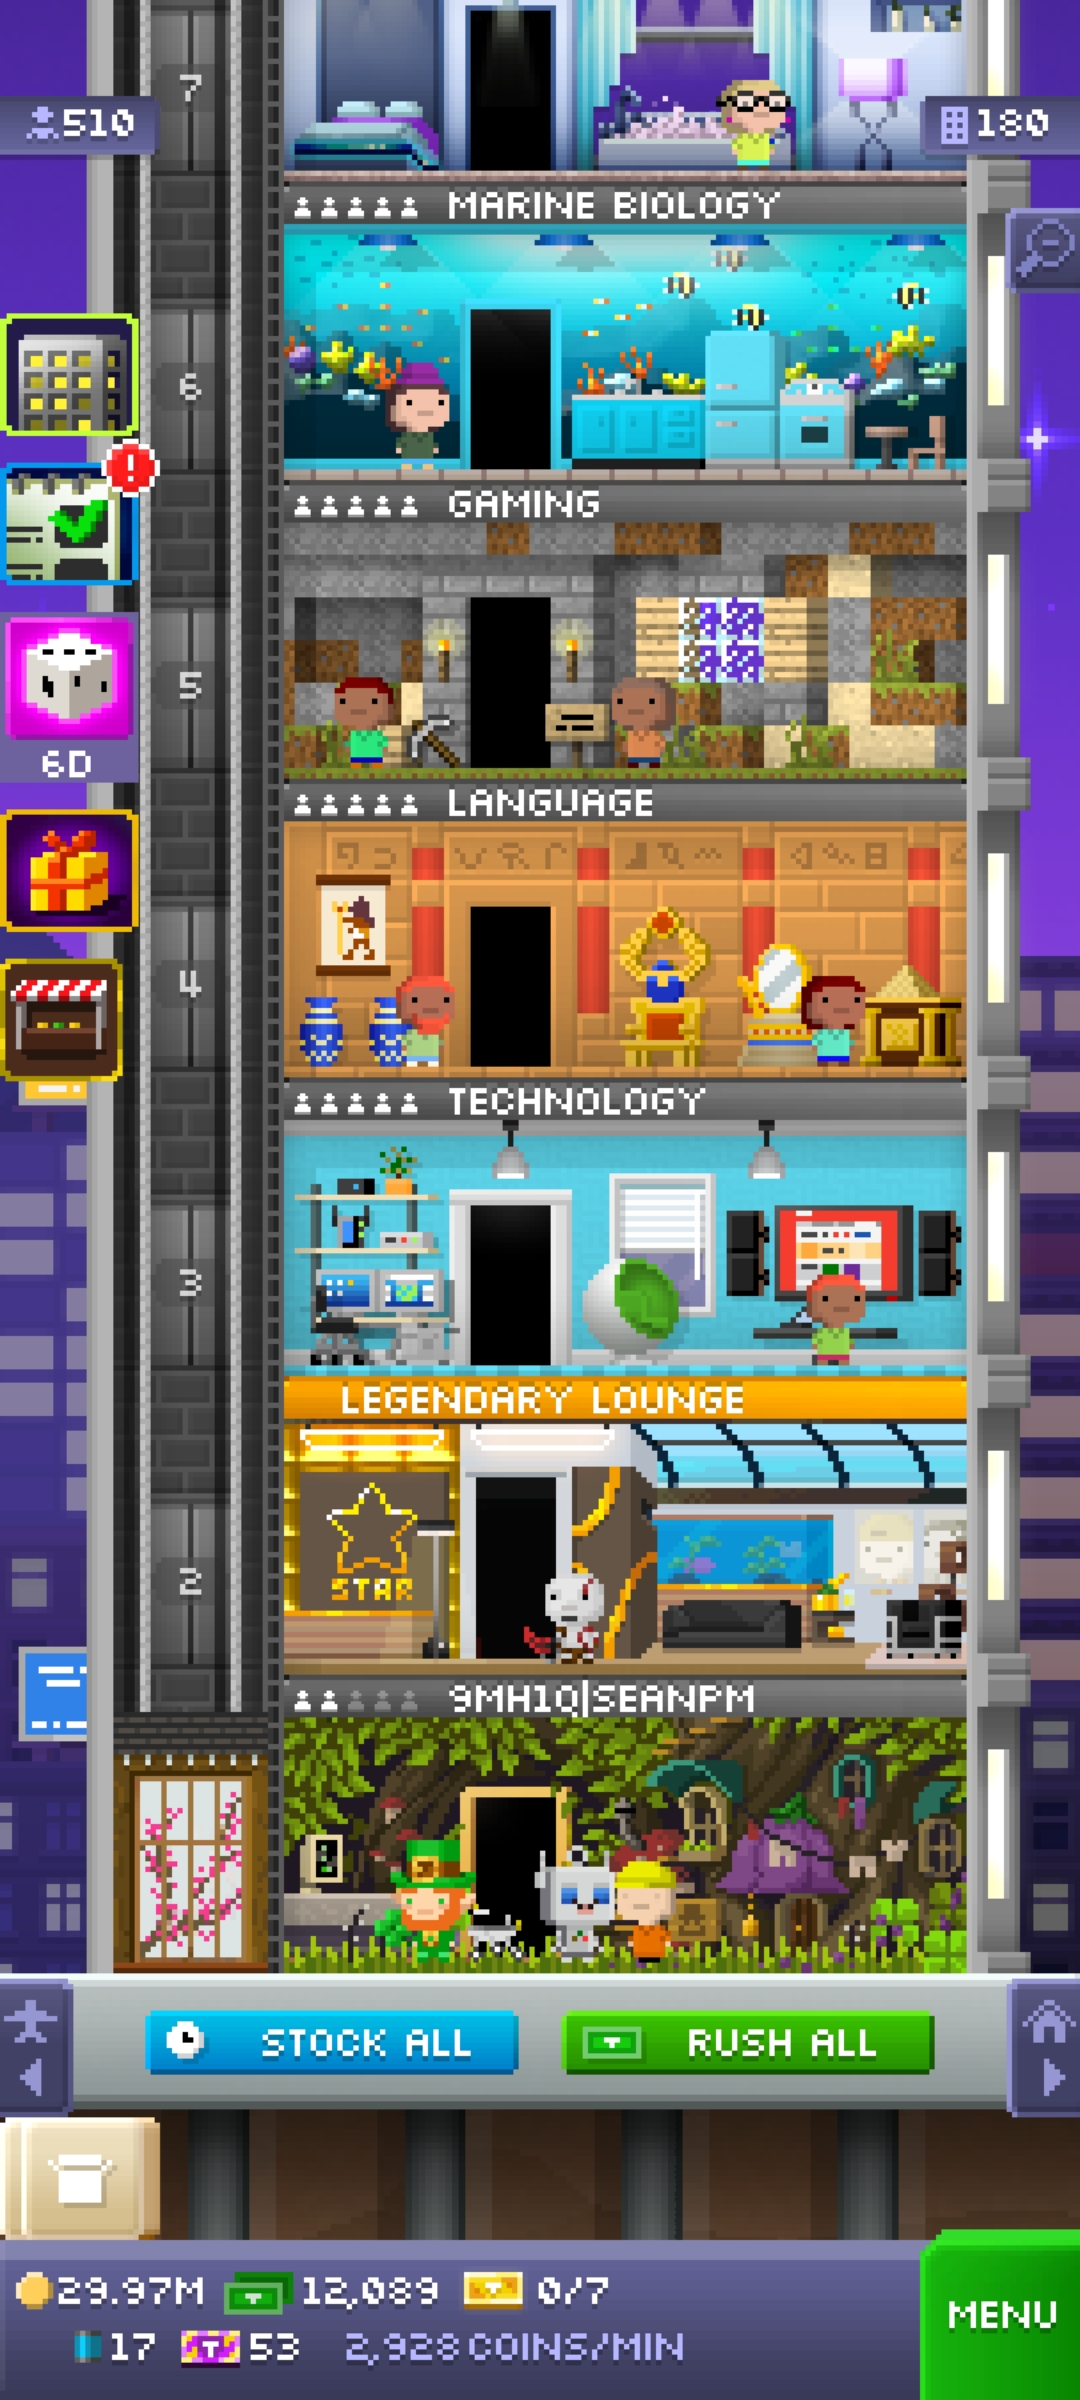 7
510
180
MARINE BIOLOGY
6
GAMING
5
6D
LANGUAGE
4
TECHNOLOGY
3
LEGENDARY LOUNGE
STAR
2
9MH1Q|SEANPM
STOCK ALL
RUSH ALL
29.97M 12,089 0/7
MENU
17 53 2,928 COINS/MIN